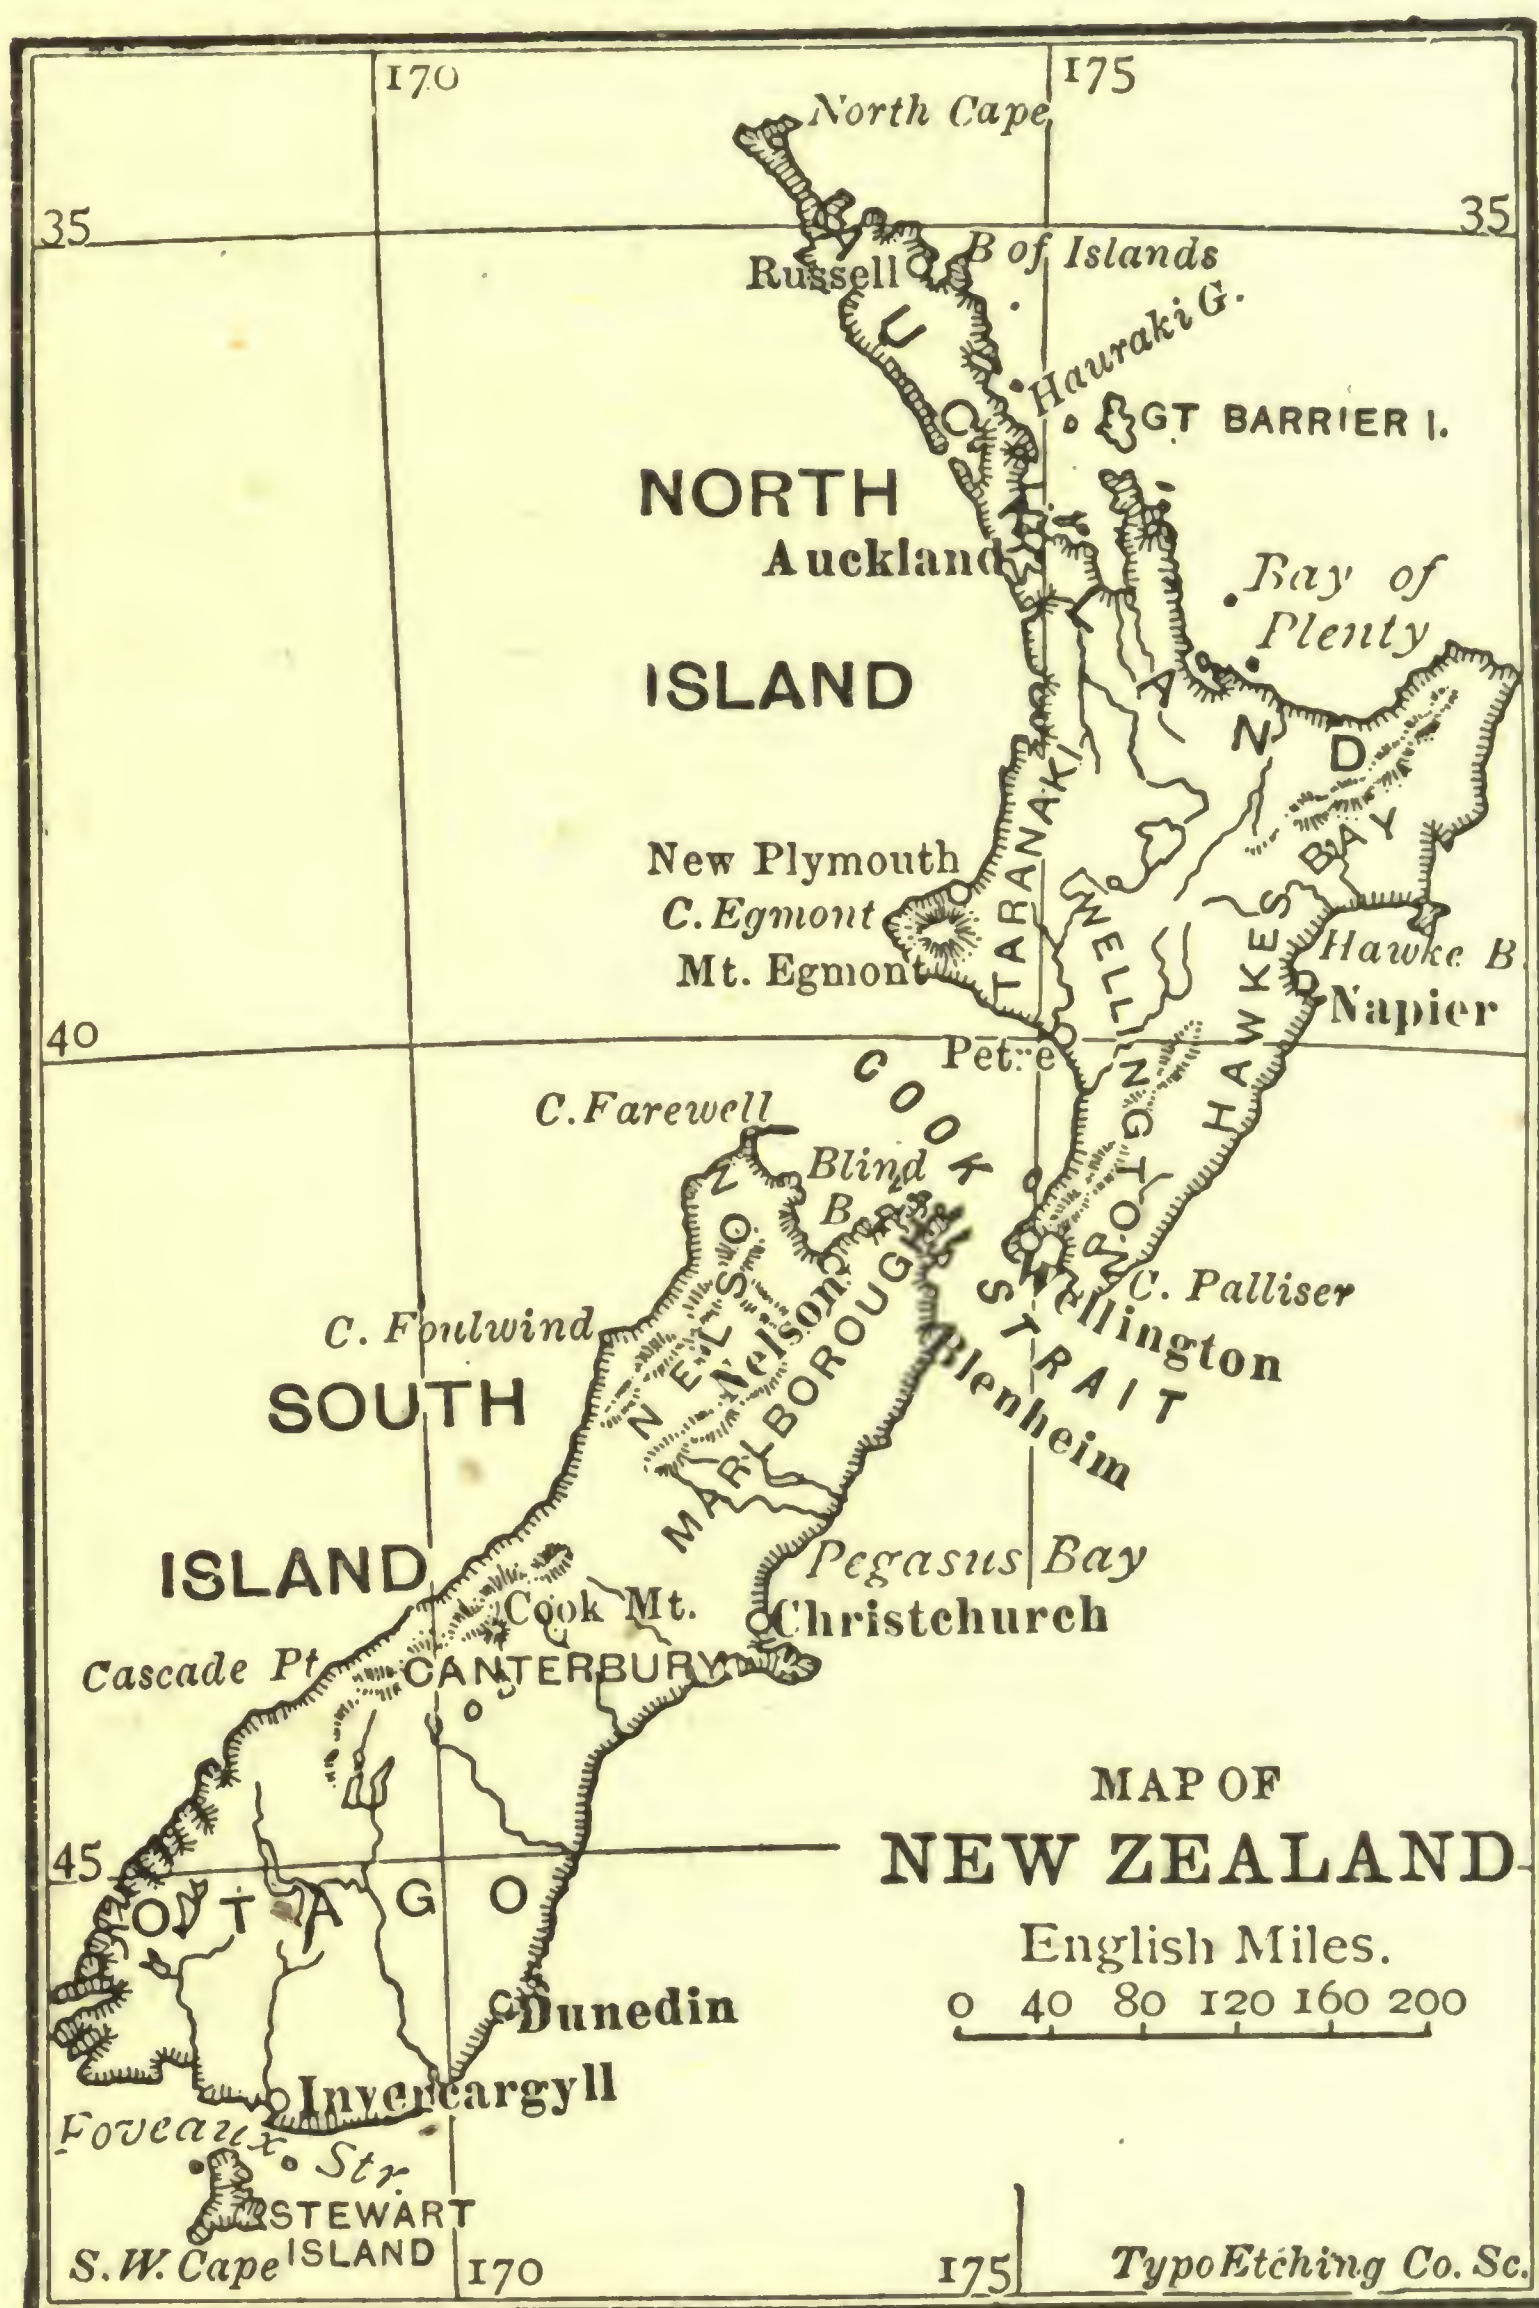 170
175
North Cape
35
35
B of Islands
Russell
Hauraki G.
GT BARRIER I.
AUCKLAND
NORTH
Auckland
ISLAND
Bay of
Plenty
TARANAKI
New Plymouth
C. Egmont
Mt. Egmont
WELLINGTON
HAWKES BAY
Hawke B.
Napier
40
Petre
COOK
STRAIT
C. Farewell
Blind
B.
NELSON
Nelson
MARLBOROUGH
C. Palliser
Wellington
Blenheim
C. Foulwind
SOUTH
ISLAND
Pegasus Bay
Cook Mt.
Christchurch
Cascade Pt.
CANTERBURY
MAP OF
NEW ZEALAND
English Miles.
0 40 80 120 160 200
45
OTAGO
Dunedin
Invercargyll
Foveaux Str.
STEWART
ISLAND
S. W. Cape
170
175
Typo Etching Co. Sc.